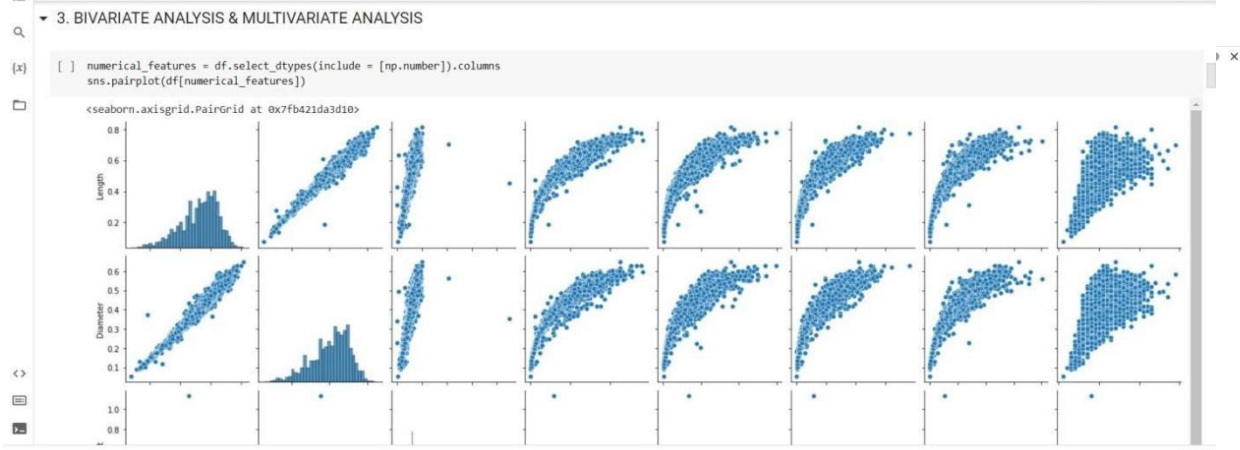 3. BIVARIATE ANALYSIS & MULTIVARIATE ANALYSIS
{x}
[ ] numerical_features = df.select_dtypes(include = [np.number]).columns
sns.pairplot(df[numerical_features])
<seaborn.axisgrid.PairGrid at 0x7fb421da3d10>
0.8
0.6
Length
0.4
0.2
0.6
0.5
0.4
Diameter
0.3
0.2
0.1
1.0
0.8